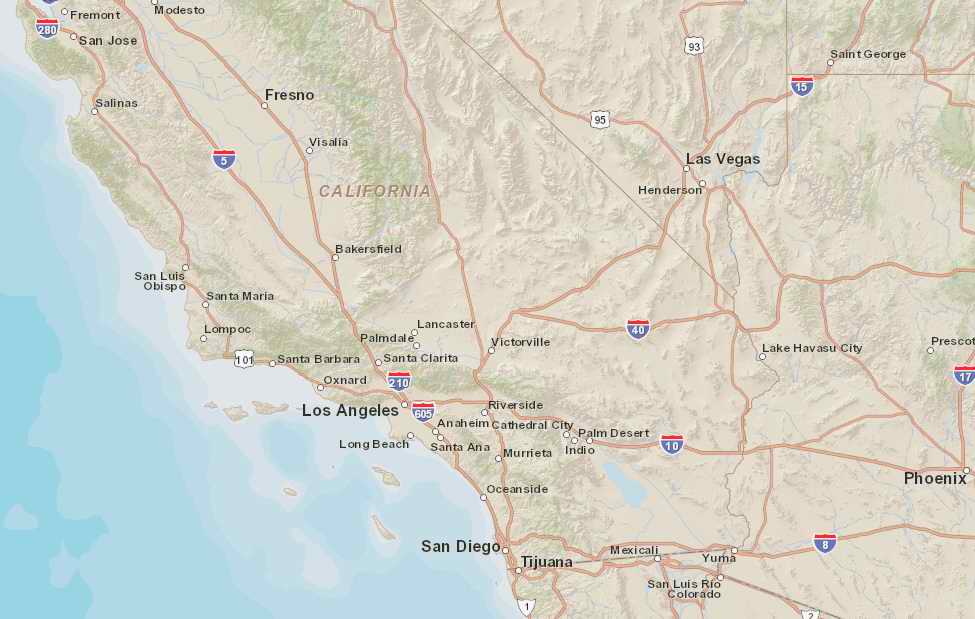 Modesto
Fremont
280
San Jose
93
Saint George
15
Fresno
Salinas
95
Visalia
5
Las Vegas
CALIFORNIA
Henderson
Bakersfield
San Luis
Obispo
Santa Maria
Lancaster
40
Lompoc
Palmdale
Victorville
Prescot
Lake Havasu City
101
Santa Barbara
Santa Clarita
17
Oxnard
210
Los Angeles
605
Riverside
Anaheim
Cathedral City
Palm Desert
Long Beach
Santa Ana
Indio
10
Murrieta
Phoenix
Oceanside
San Diego
8
Mexicali
Yuma
Tijuana
San Luis Rio
Colorado
1
2